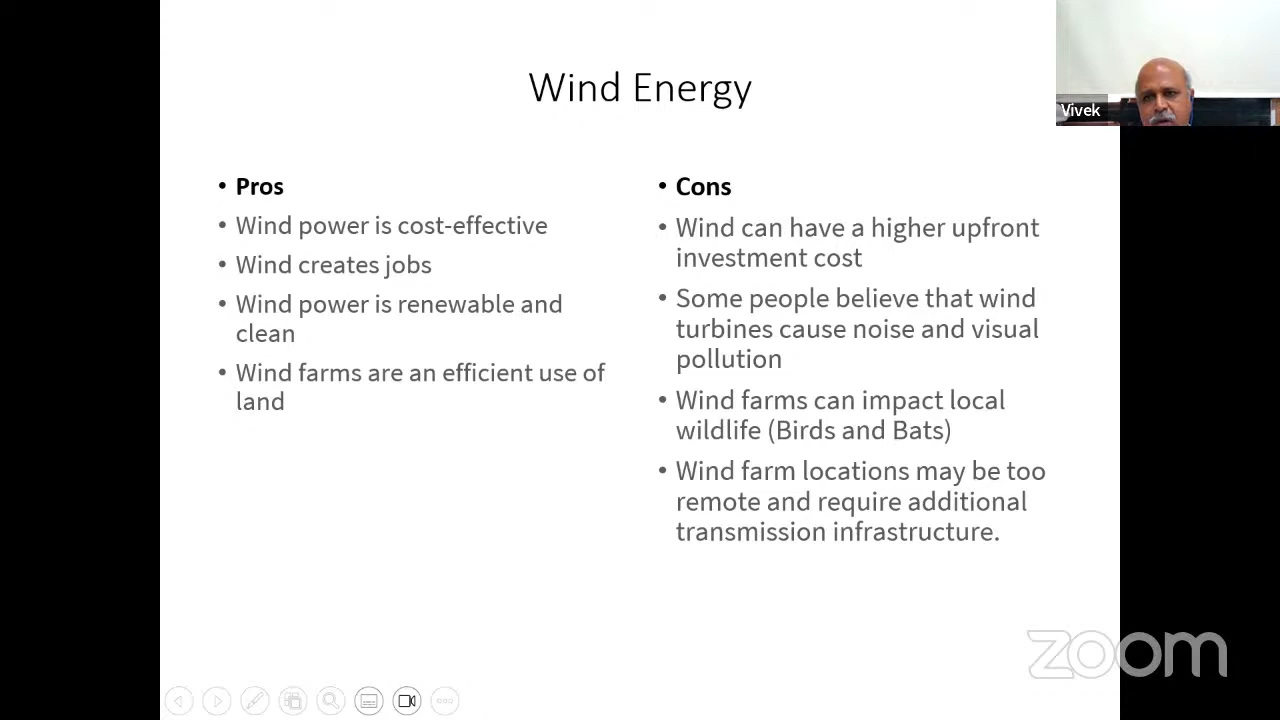 Wind Energy
Vivek
• Pros
• Wind power is cost-effective
• Wind creates jobs
• Wind power is renewable and
clean
• Wind farms are an efficient use of
land
• Cons
• Wind can have a higher upfront
investment cost
• Some people believe that wind
turbines cause noise and visual
pollution
• Wind farms can impact local
wildlife (Birds and Bats)
• Wind farm locations may be too
remote and require additional
transmission infrastructure.
zoom